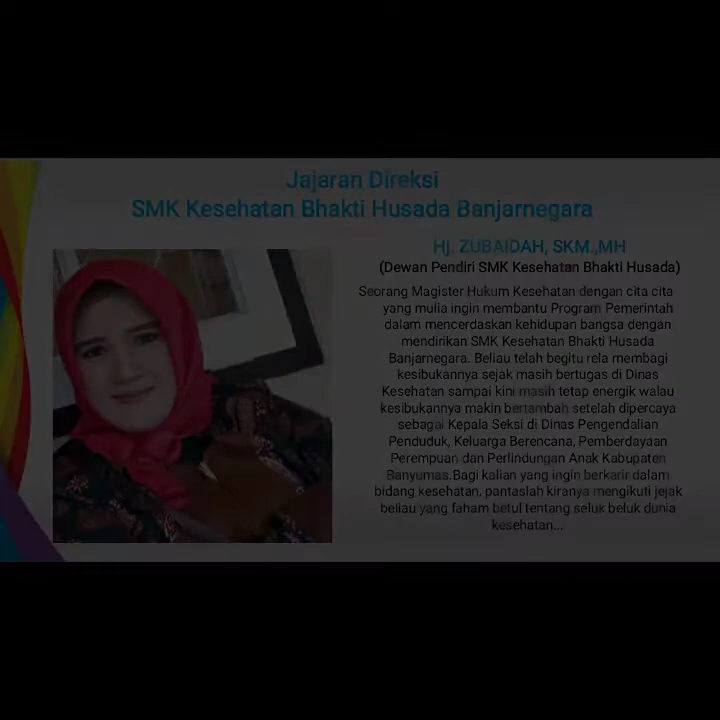 Jajaran Direksi
SMK Kesehatan Bhakti Husada Banjarnegara
Hj. ZUBAIDAH, SKM.,MH
(Dewan Pendiri SMK Kesehatan Bhakti Husada)
Seorang Magister Hukum Kesehatan dengan cita cita
yang mulia ingin membantu Program Pemerintah
dalam mencerdaskan kehidupan bangsa dengan
mendirikan SMK Kesehatan Bhakti Husada
Banjarnegara. Beliau telah begitu rela membagi
kesibukannya sejak masih bertugas di Dinas
Kesehatan sampai kini masih tetap energik walau
kesibukannya makin bertambah setelah dipercaya
sebagai Kepala Seksi di Dinas Pengendalian
Penduduk, Keluarga Berencana, Pemberdayaan
Perempuan dan Perlindungan Anak Kabupaten
Banyumas.Bagi kalian yang ingin berkarir dalam
bidang kesehatan, pantaslah kiranya mengikuti jejak
beliau yang faham betul tentang seluk beluk dunia
kesehatan...